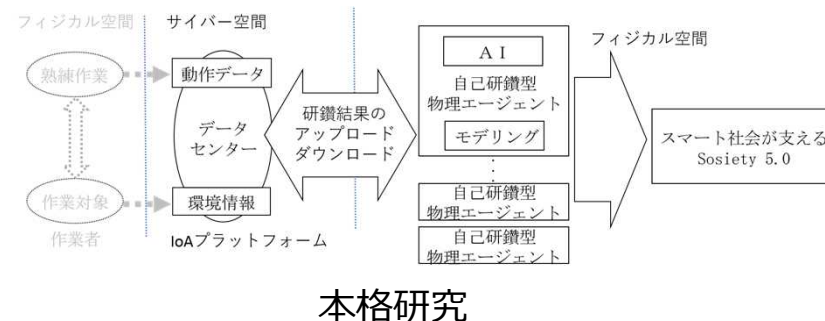 フィジカル空間
サイバー空間
フィジカル空間
熟練作業
作業対象
作業者
動作データ
データ
センター
環境情報
IoAプラットフォーム
研鑽結果の
アップロード
ダウンロード
AI
自己研鑽型
物理エージェント
モデリング
自己研鑽型
物理エージェント
自己研鑽型
物理エージェント
スマート社会が支える
Sosiety 5.0
本格研究